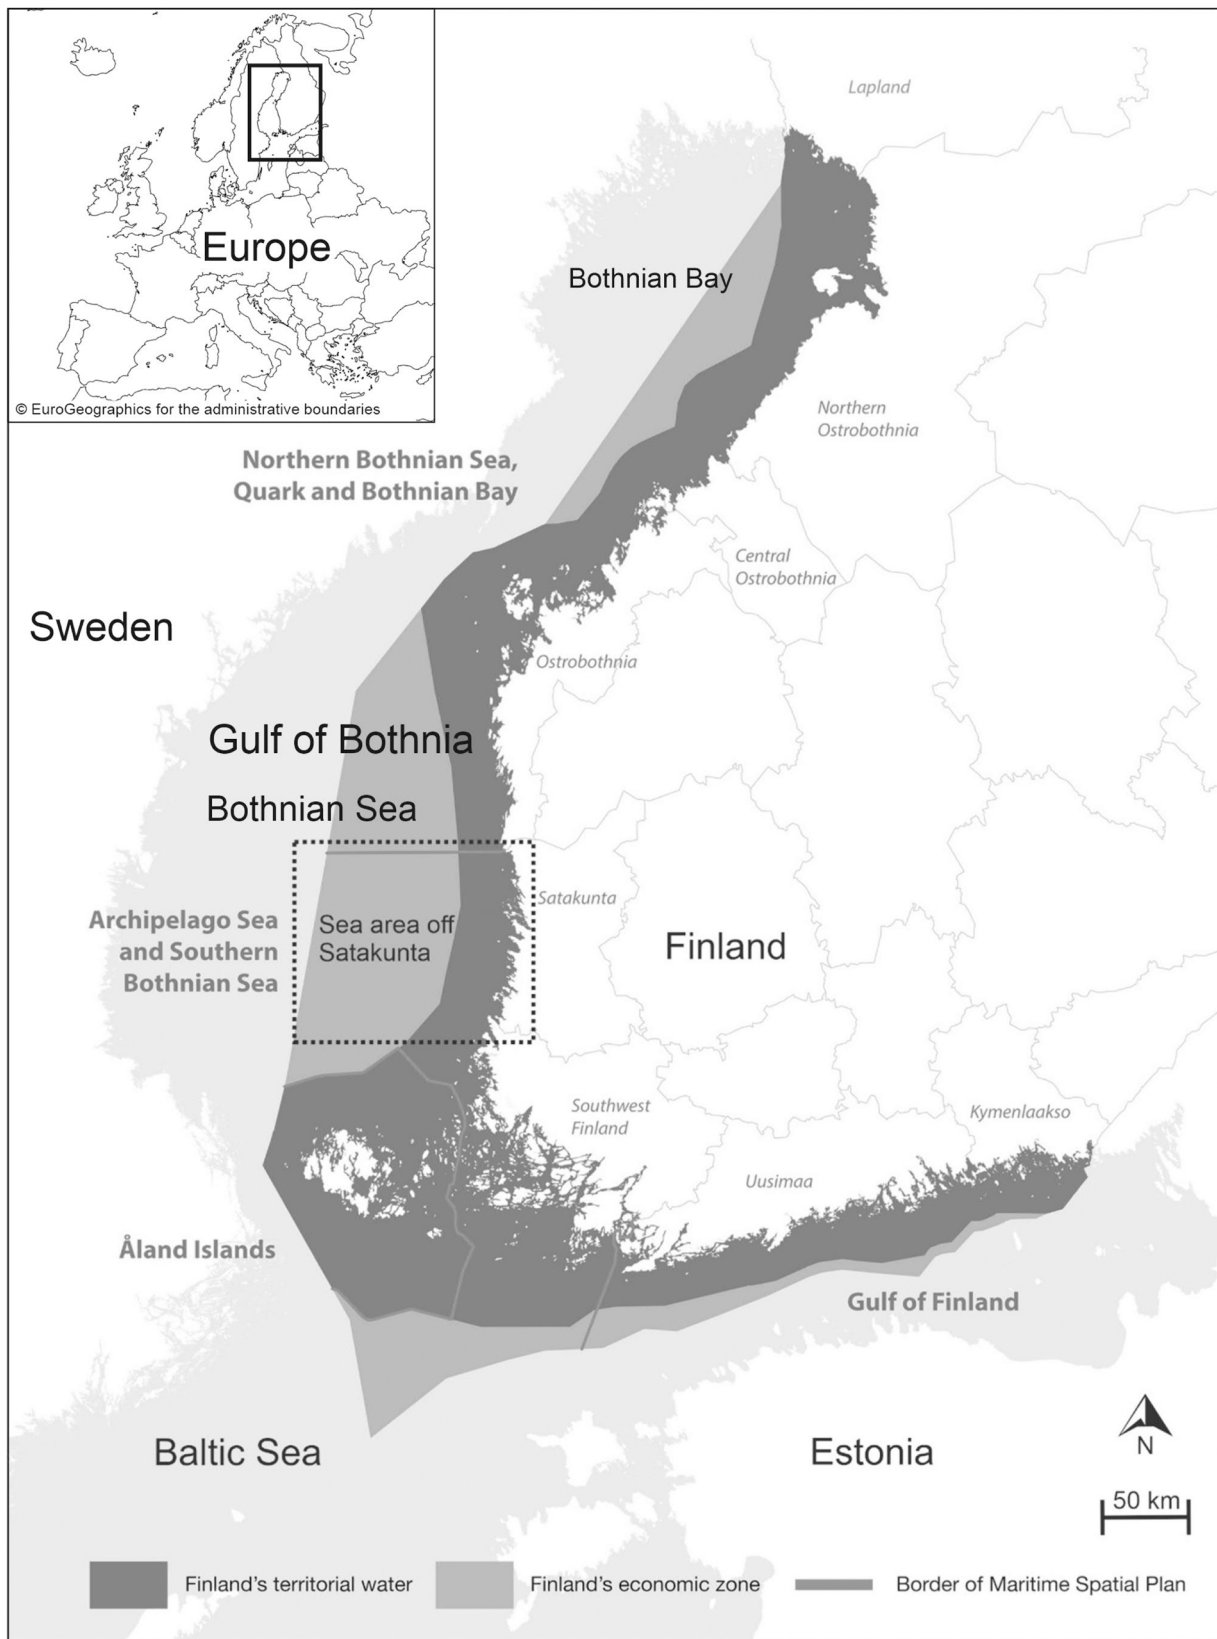 Europe
© EuroGeographics for the administrative boundaries
Lapland
Bothnian Bay
Northern
Ostrobothnia
Northern Bothnian Sea,
Quark and Bothnian Bay
Central
Ostrobothnia
Sweden
Ostrobothnia
Gulf of Bothnia
Bothnian Sea
Satakunta
Archipelago Sea
and Southern
Bothnian Sea
Sea area off
Satakunta
Finland
Southwest
Finland
Kymenlaakso
Uusimaa
Åland Islands
Gulf of Finland
Baltic Sea
Estonia
N
50 km
Finland's territorial water
Finland's economic zone
Border of Maritime Spatial Plan